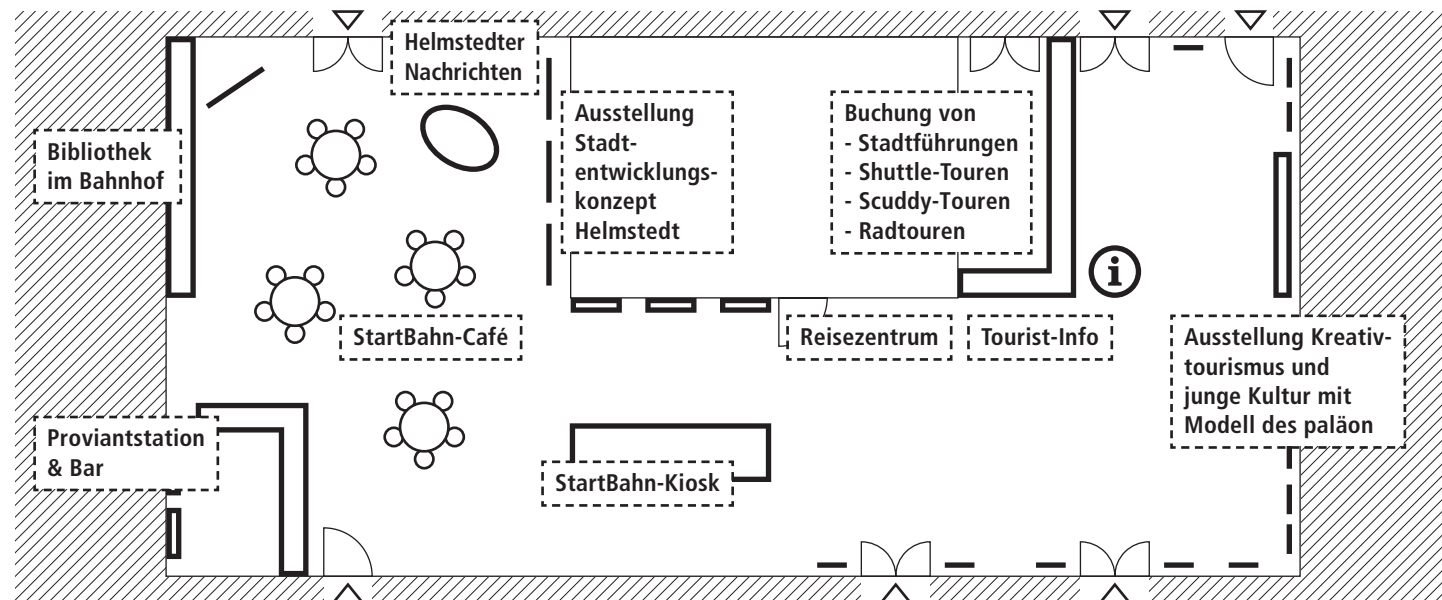 Helmstedter
Nachrichten
Bibliothek
im Bahnhof
Ausstellung
Stadt-
entwicklungs-
konzept
Helmstedt
Buchung von
- Stadtführungen
- Shuttle-Touren
- Scuddy-Touren
- Radtouren
i
StartBahn-Café
Reisezentrum
Tourist-Info
Ausstellung Kreativ-
tourismus und
junge Kultur mit
Modell des paläon
Proviantstation
& Bar
StartBahn-Kiosk